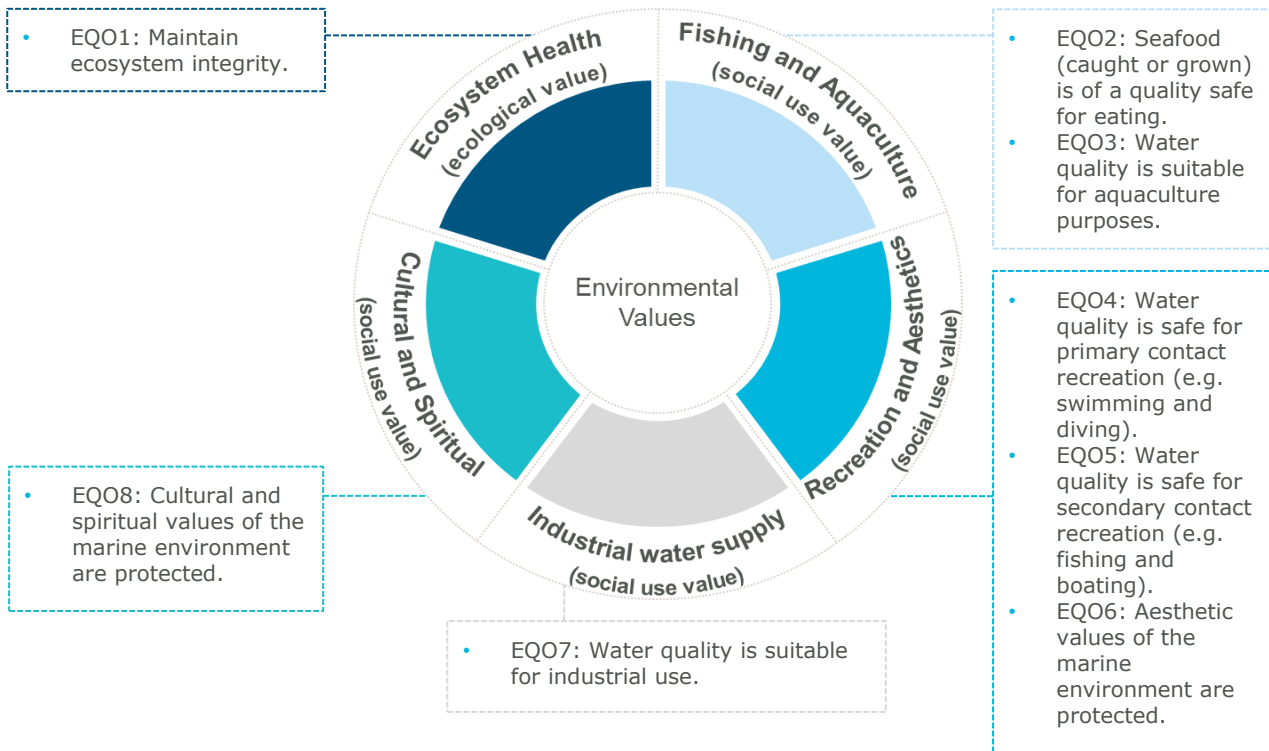 • EQO1: Maintain
ecosystem integrity.
Ecosystem Health
(ecological value)
Fishing and Aquaculture
(social use value)
• EQO2: Seafood
(caught or grown)
is of a quality safe
for eating.
• EQO3: Water
quality is suitable
for aquaculture
purposes.
Environmental
Values
Cultural and Spiritual
(social use value)
Recreation and Aesthetics
(social use value)
• EQO4: Water
quality is safe for
primary contact
recreation (e.g.
swimming and
diving).
• EQO5: Water
quality is safe for
secondary contact
recreation (e.g.
fishing and
boating).
• EQO6: Aesthetic
values of the
marine
environment are
protected.
• EQO8: Cultural and
spiritual values of the
marine environment
are protected.
Industrial water supply
(social use value)
• EQO7: Water quality is suitable
for industrial use.